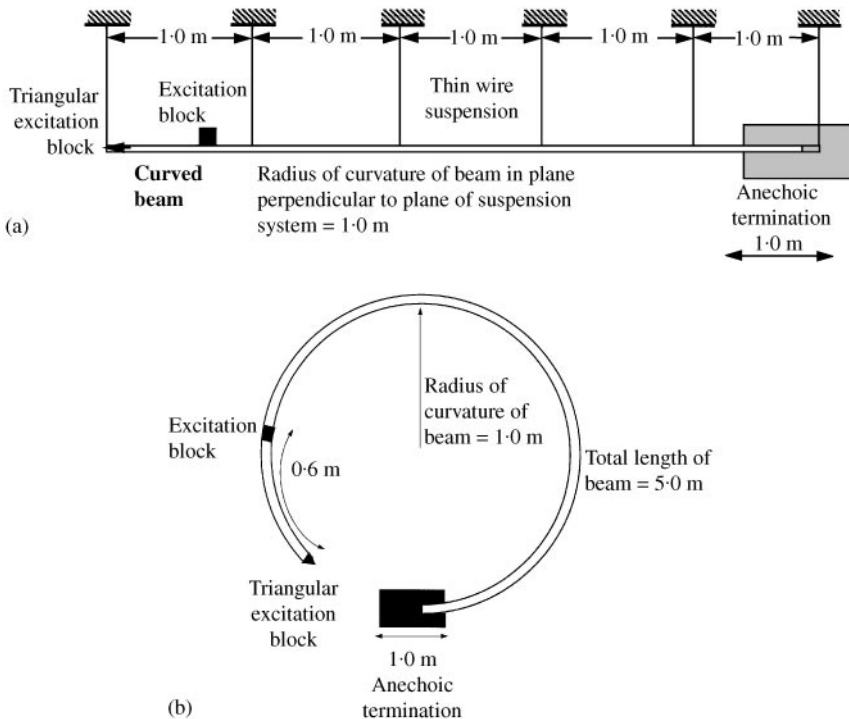 1·0 m
1·0 m
1·0 m
1·0 m
1·0 m
Triangular
excitation
block
Excitation
block
Thin wire
suspension
Curved
beam
Radius of curvature of beam in plane
perpendicular to plane of suspension
system = 1·0 m
Anechoic
termination
1·0 m
(a)
Radius of
curvature of
beam = 1·0 m
Excitation
block
0·6 m
Total length of
beam = 5·0 m
Triangular
excitation
block
1·0 m
Anechoic
termination
(b)